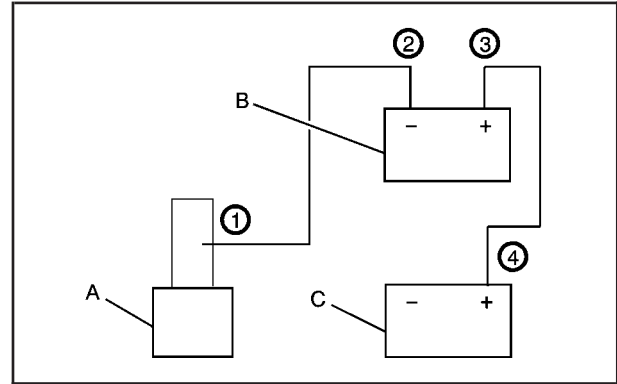 ② ③
B
− +
①
④
A
C
− +